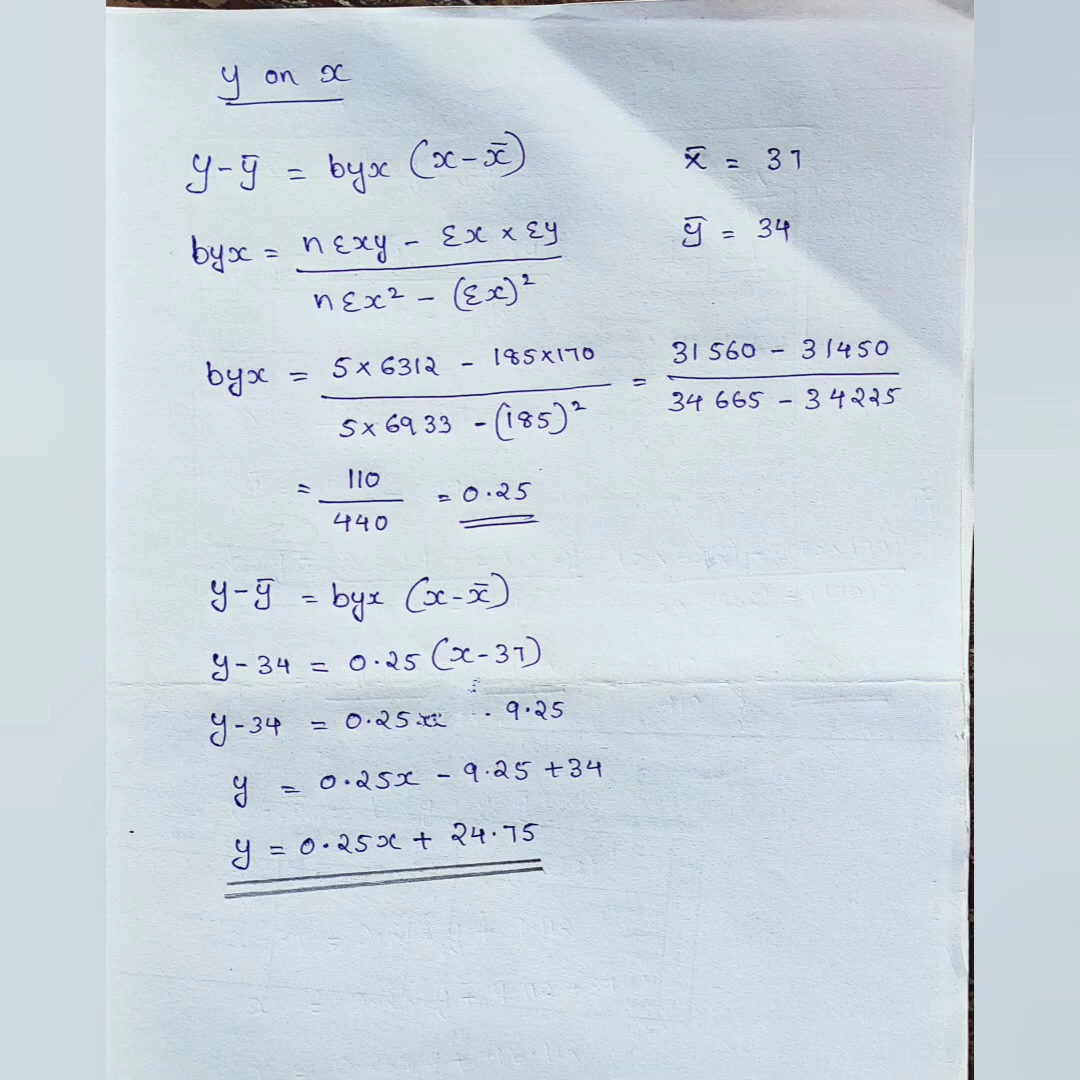 y on x
y-ȳ = byx (x-x̄)    x̄ = 37
byx = nΣxy - Σx × Σy / nΣx² - (Σx)²    ȳ = 34
byx = 5×6312 - 185×170 / 5×6933 - (185)² = 31560 - 31450 / 34665 - 34225
= 110 / 440 = 0.25
y-ȳ = byx (x-x̄)
y-34 = 0.25 (x-37)
y-34 = 0.25x - 9.25
y = 0.25x - 9.25 +34
y = 0.25x + 24.75